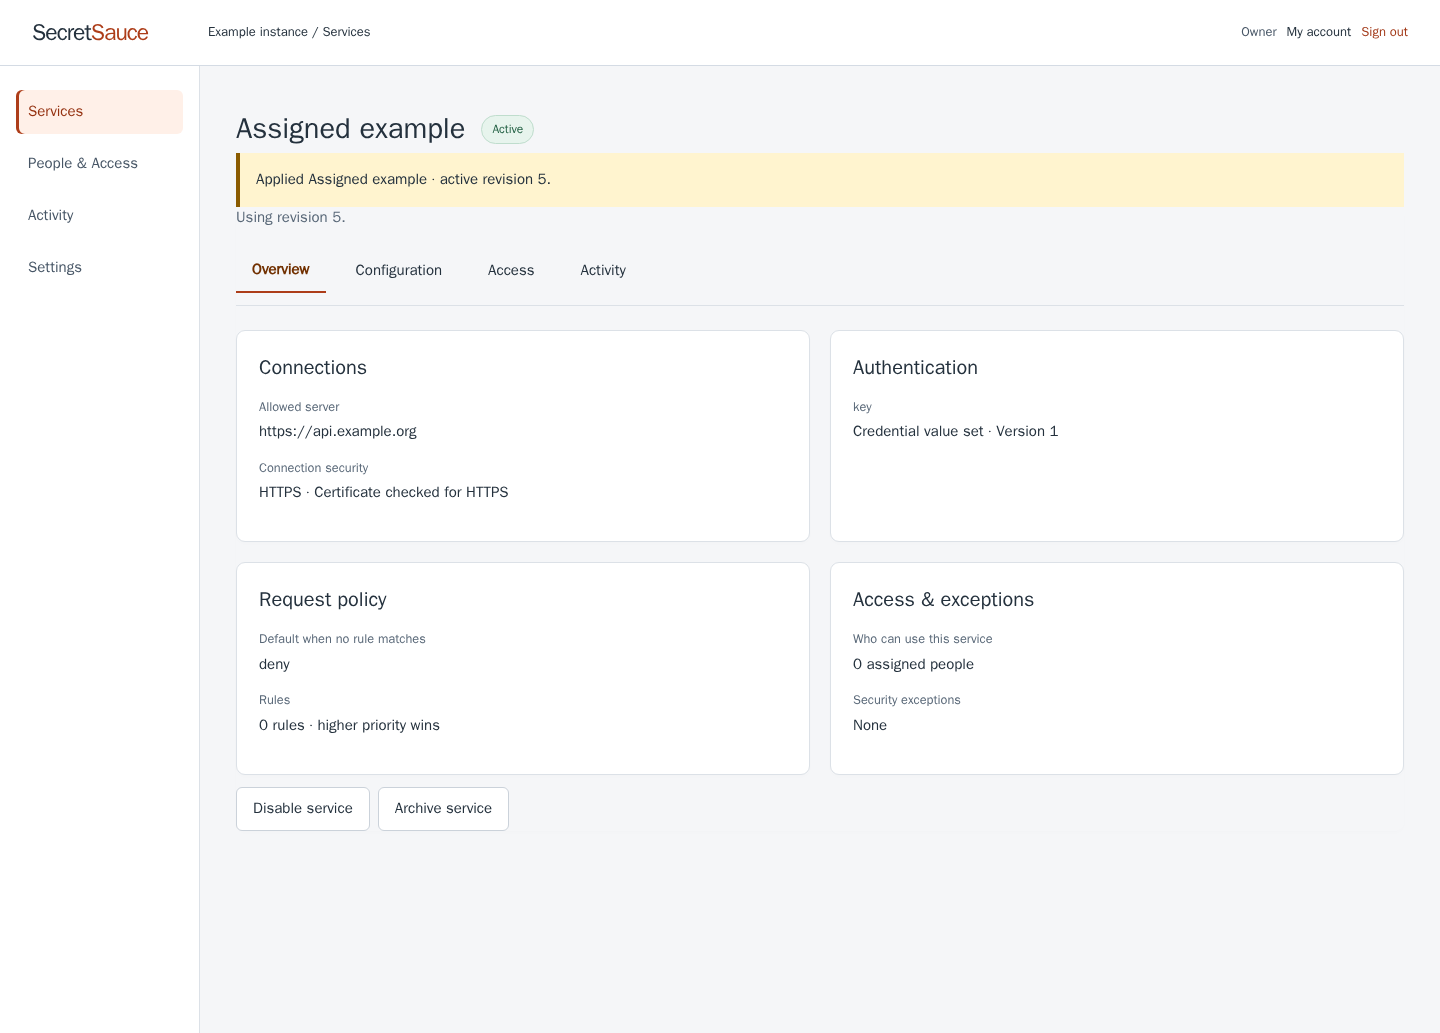 SecretSauce
Example instance / Services
Owner My account Sign out
Services
People & Access
Activity
Settings
Assigned example Active
Applied Assigned example · active revision 5.
Using revision 5.
Overview Configuration Access Activity
Connections
Allowed server
https://api.example.org
Connection security
HTTPS · Certificate checked for HTTPS
Authentication
key
Credential value set · Version 1
Request policy
Default when no rule matches
deny
Rules
0 rules · higher priority wins
Access & exceptions
Who can use this service
0 assigned people
Security exceptions
None
Disable service Archive service